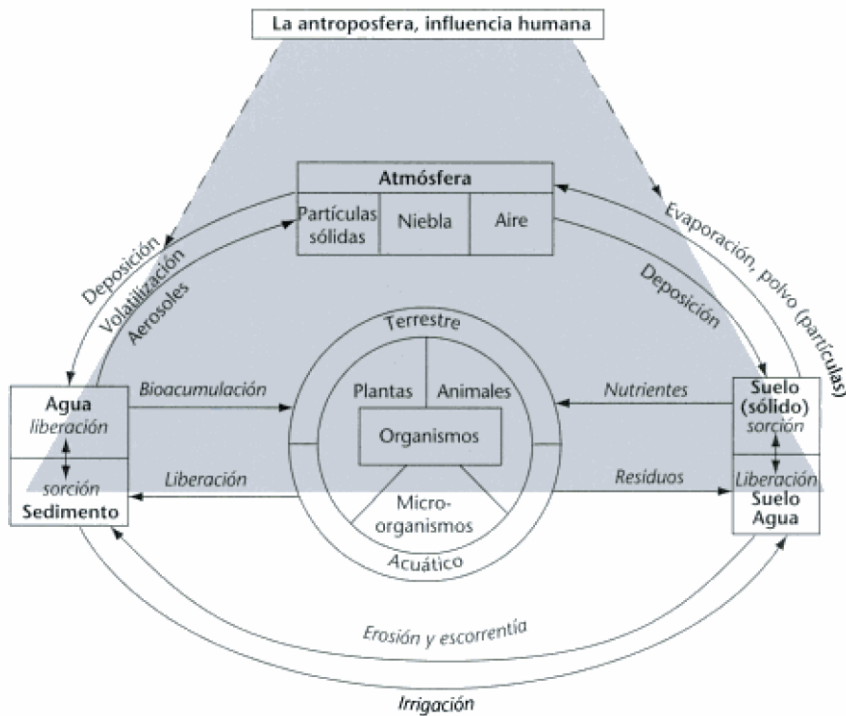 La antroposfera, influencia humana
Atmósfera
Partículas
sólidas
Niebla
Aire
Deposición
Volatilización
Aerosoles
Evaporación, polvo (partículas)
Deposición
Terrestre
Plantas
Animales
Organismos
Micro-
organismos
Acuático
Agua
liberación
sorción
Sedimento
Bioacumulación
Liberación
Nutrientes
Residuos
Suelo
(sólido)
sorción
Liberación
Suelo
Agua
Erosión y escorrentía
Irrigación